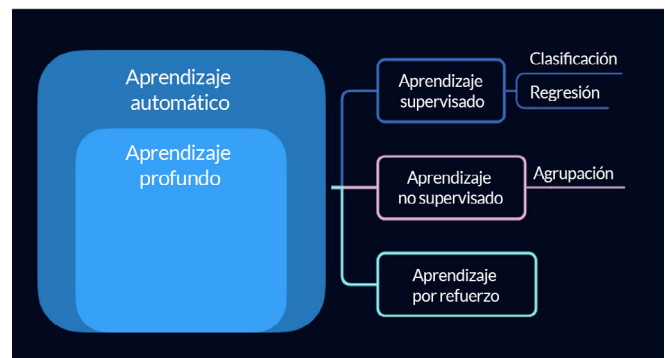 Aprendizaje
automático
Aprendizaje
profundo
Aprendizaje
supervisado
Clasificación
Regresión
Aprendizaje
no supervisado
Agrupación
Aprendizaje
por refuerzo